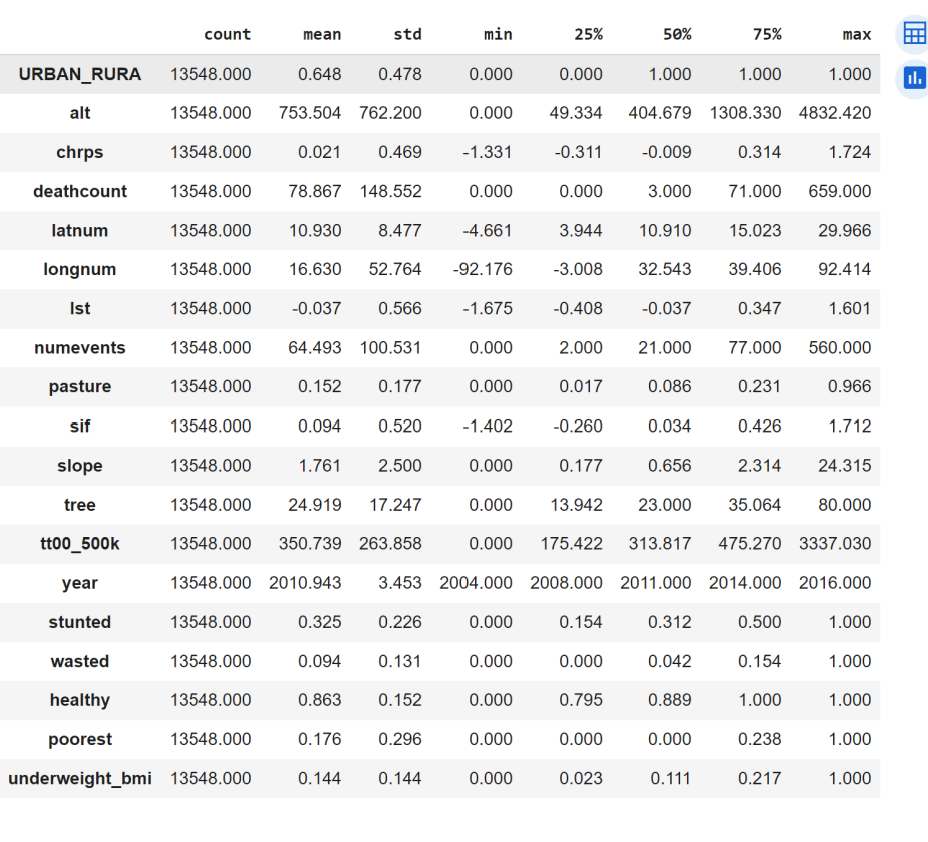 count mean std min 25% 50% 75% max
URBAN_RURA 13548.000 0.648 0.478 0.000 0.000 1.000 1.000 1.000
alt 13548.000 753.504 762.200 0.000 49.334 404.679 1308.330 4832.420
chrps 13548.000 0.021 0.469 -1.331 -0.311 -0.009 0.314 1.724
deathcount 13548.000 78.867 148.552 0.000 0.000 3.000 71.000 659.000
latnum 13548.000 10.930 8.477 -4.661 3.944 10.910 15.023 29.966
longnum 13548.000 16.630 52.764 -92.176 -3.008 32.543 39.406 92.414
lst 13548.000 -0.037 0.566 -1.675 -0.408 -0.037 0.347 1.601
numevents 13548.000 64.493 100.531 0.000 2.000 21.000 77.000 560.000
pasture 13548.000 0.152 0.177 0.000 0.017 0.086 0.231 0.966
sif 13548.000 0.094 0.520 -1.402 -0.260 0.034 0.426 1.712
slope 13548.000 1.761 2.500 0.000 0.177 0.656 2.314 24.315
tree 13548.000 24.919 17.247 0.000 13.942 23.000 35.064 80.000
tt00_500k 13548.000 350.739 263.858 0.000 175.422 313.817 475.270 3337.030
year 13548.000 2010.943 3.453 2004.000 2008.000 2011.000 2014.000 2016.000
stunted 13548.000 0.325 0.226 0.000 0.154 0.312 0.500 1.000
wasted 13548.000 0.094 0.131 0.000 0.000 0.042 0.154 1.000
healthy 13548.000 0.863 0.152 0.000 0.795 0.889 1.000 1.000
poorest 13548.000 0.176 0.296 0.000 0.000 0.000 0.238 1.000
underweight_bmi 13548.000 0.144 0.144 0.000 0.023 0.111 0.217 1.000